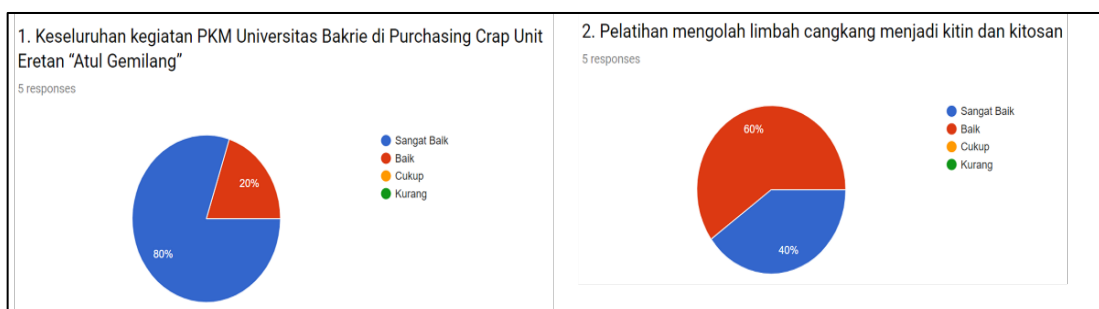 1. Keseluruhan kegiatan PKM Universitas Bakrie di Purchasing Crap Unit
Eretan “Atul Gemilang”
5 responses
Sangat Baik
Baik
Cukup
Kurang
20%
80%
2. Pelatihan mengolah limbah cangkang menjadi kitin dan kitosan
5 responses
Sangat Baik
Baik
Cukup
Kurang
60%
40%